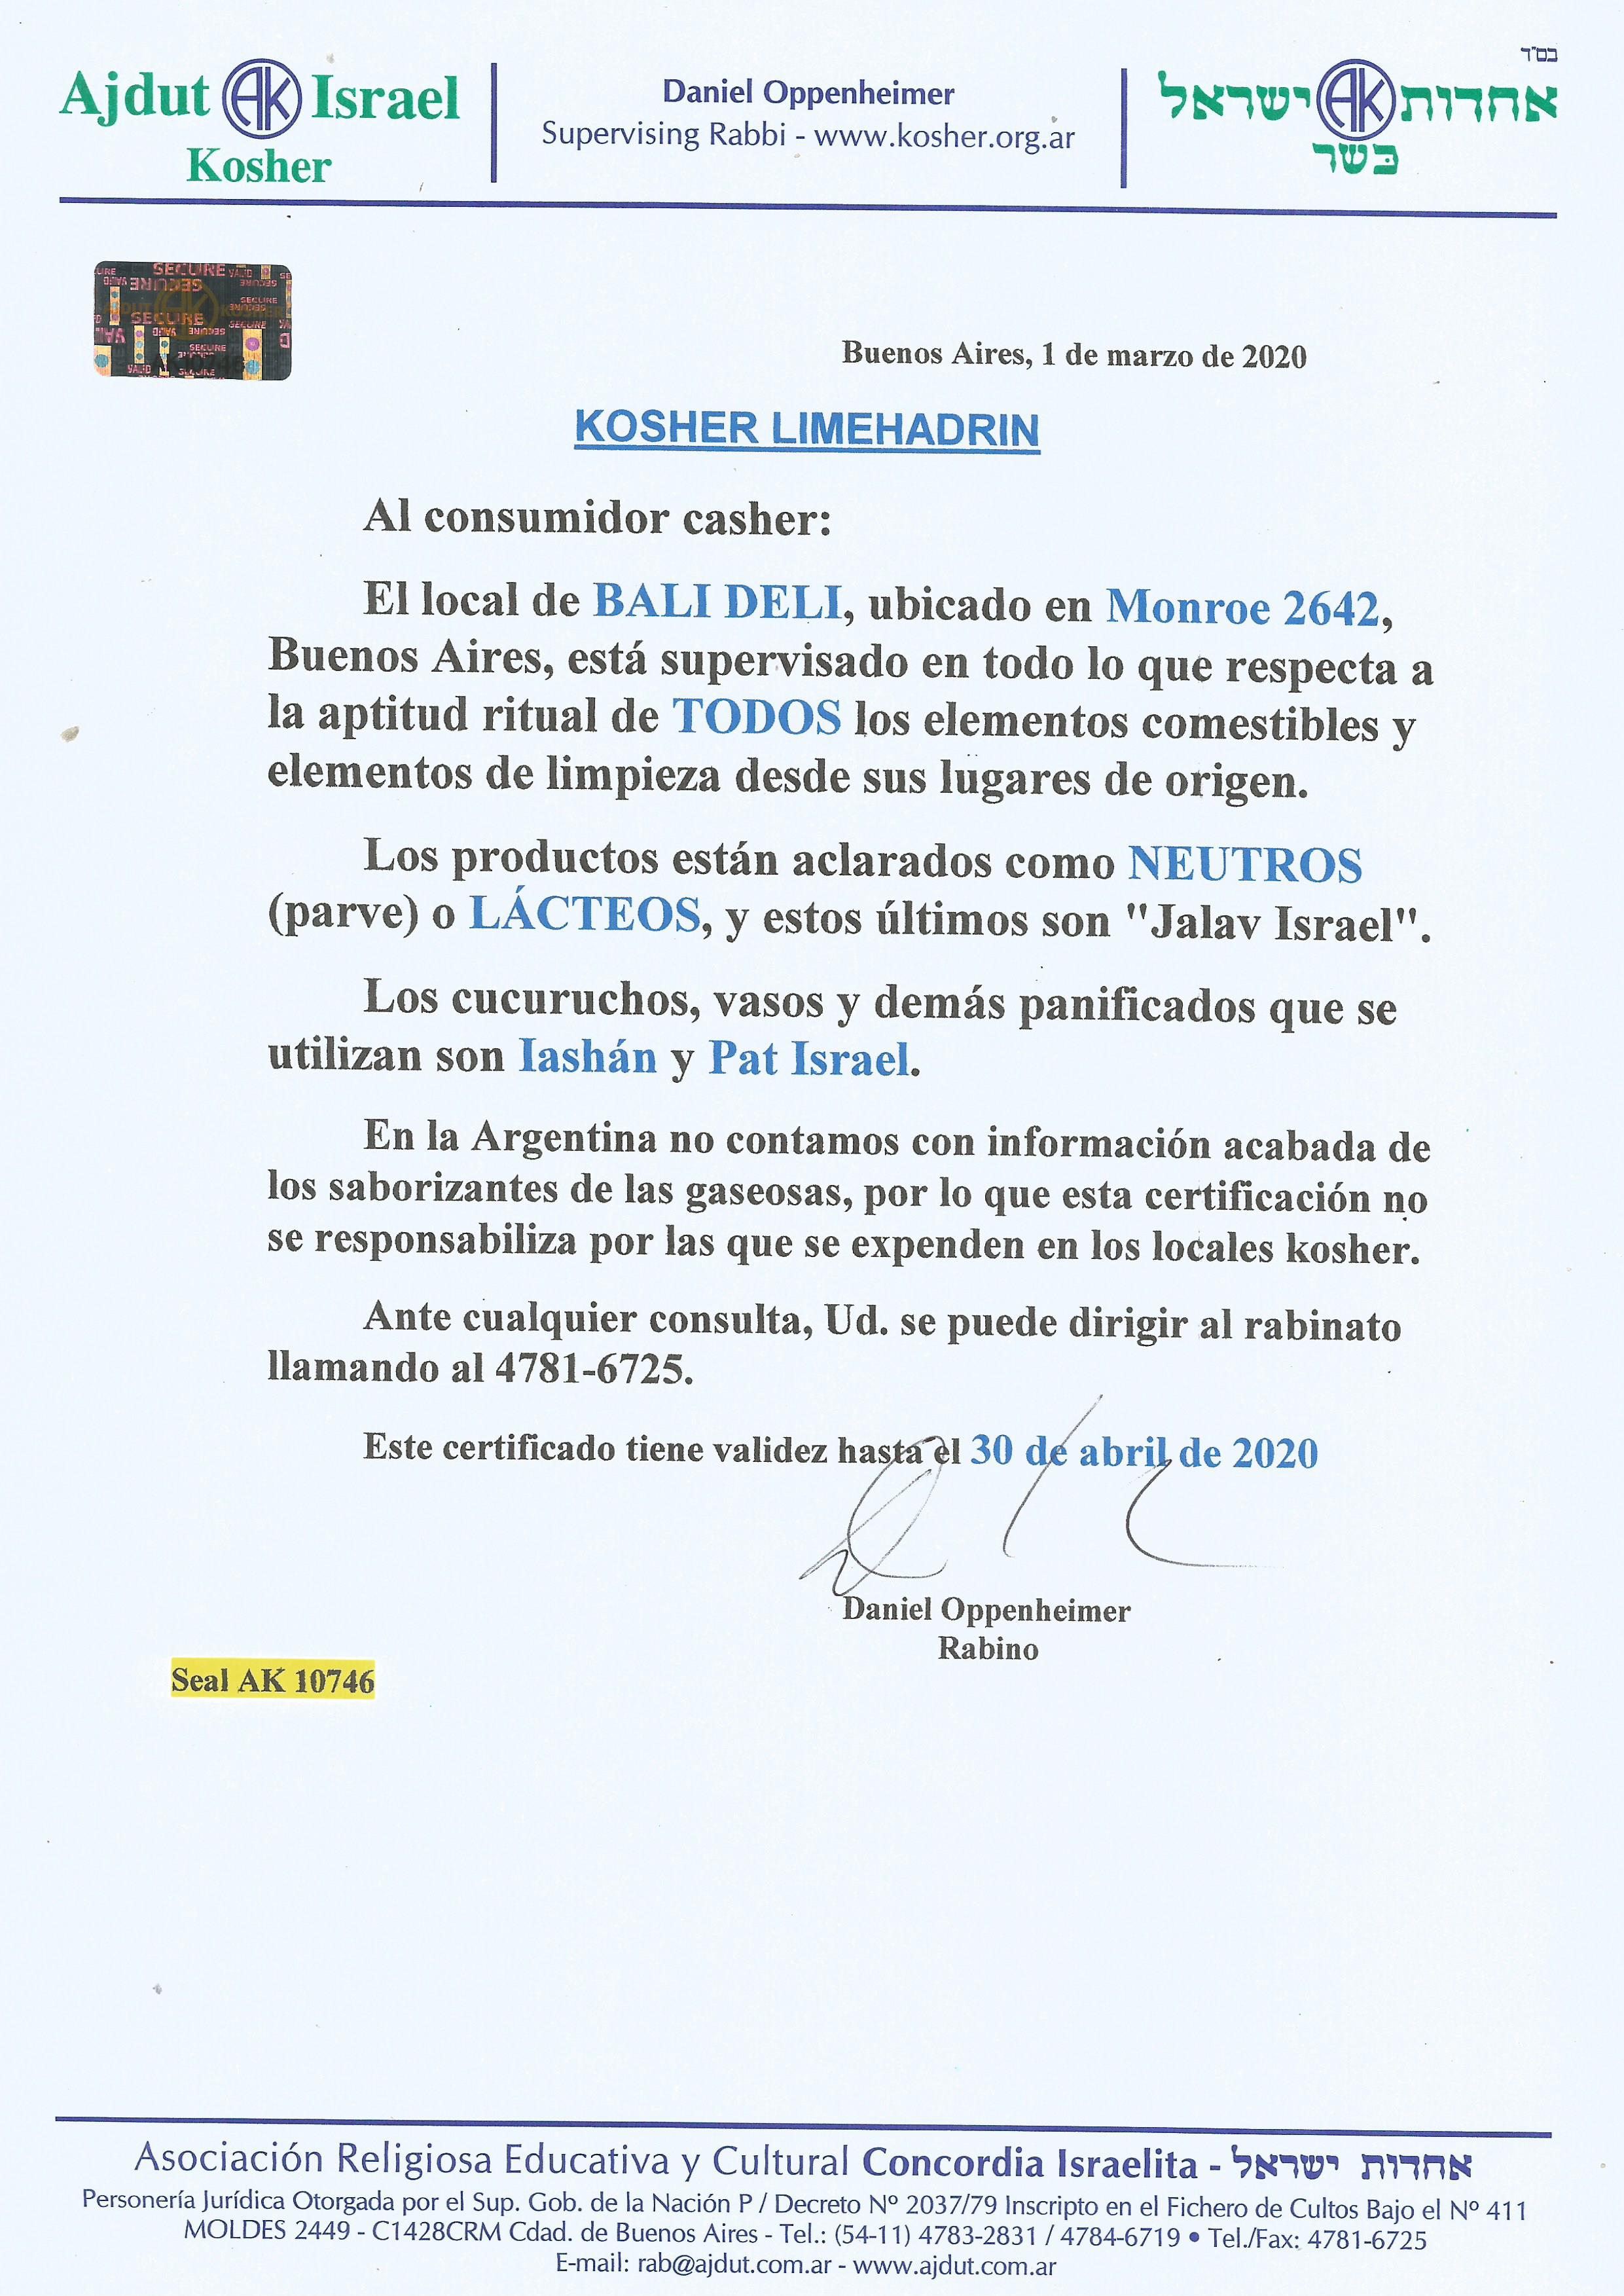 בס"ד
Ajdut AK Israel
Kosher
Daniel Oppenheimer
Supervising Rabbi - www.kosher.org.ar
אחדות AK ישראל
כשר
SECURE VALID
SECURE
AJDUT AK KOSHER
SECURE
Buenos Aires, 1 de marzo de 2020
KOSHER LIMEHADRIN
Al consumidor casher:
El local de BALI DELI, ubicado en Monroe 2642,
Buenos Aires, está supervisado en todo lo que respecta a
la aptitud ritual de TODOS los elementos comestibles y
elementos de limpieza desde sus lugares de origen.
Los productos están aclarados como NEUTROS
(parve) o LÁCTEOS, y estos últimos son "Jalav Israel".
Los cucuruchos, vasos y demás panificados que se
utilizan son Iashán y Pat Israel.
En la Argentina no contamos con información acabada de
los saborizantes de las gaseosas, por lo que esta certificación no
se responsabiliza por las que se expenden en los locales kosher.
Ante cualquier consulta, Ud. se puede dirigir al rabinato
llamando al 4781-6725.
Este certificado tiene validez hasta el 30 de abril de 2020
Daniel Oppenheimer
Rabino
Seal AK 10746
Asociación Religiosa Educativa y Cultural Concordia Israelita - אחדות ישראל
Personería Jurídica Otorgada por el Sup. Gob. de la Nación P / Decreto Nº 2037/79 Inscripto en el Fichero de Cultos Bajo el Nº 411
MOLDES 2449 - C1428CRM Cdad. de Buenos Aires - Tel.: (54-11) 4783-2831 / 4784-6719 • Tel./Fax: 4781-6725
E-mail: rab@ajdut.com.ar - www.ajdut.com.ar